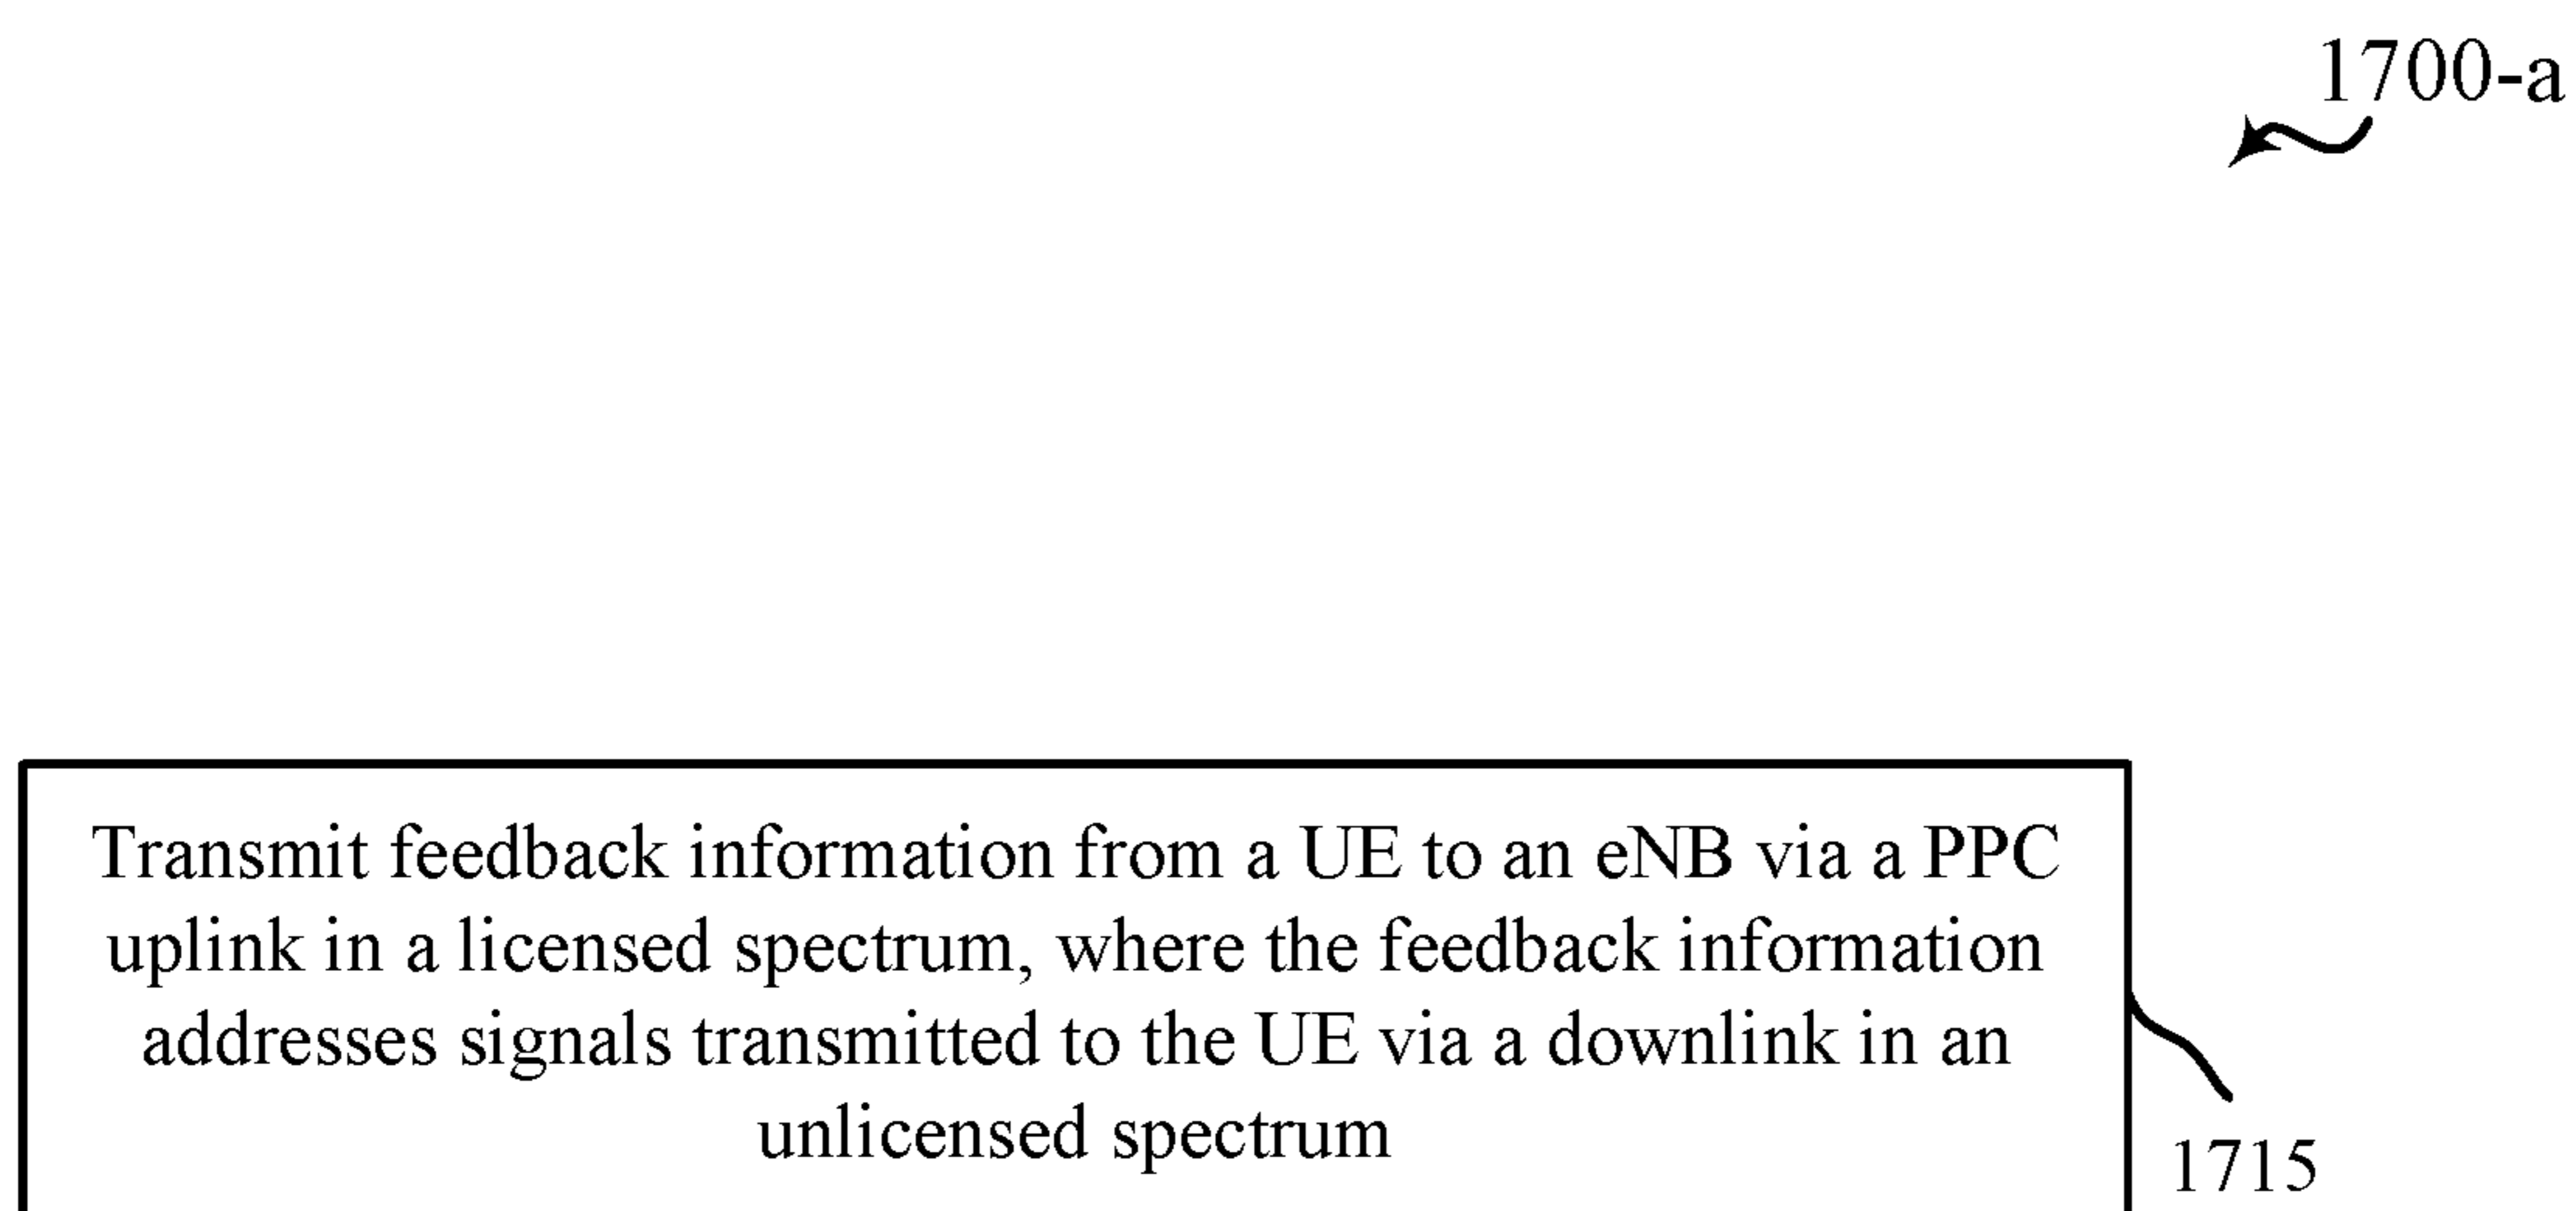 1700-a
Transmit feedback information from a UE to an eNB via a PPC
uplink in a licensed spectrum, where the feedback information
addresses signals transmitted to the UE via a downlink in an
unlicensed spectrum
1715